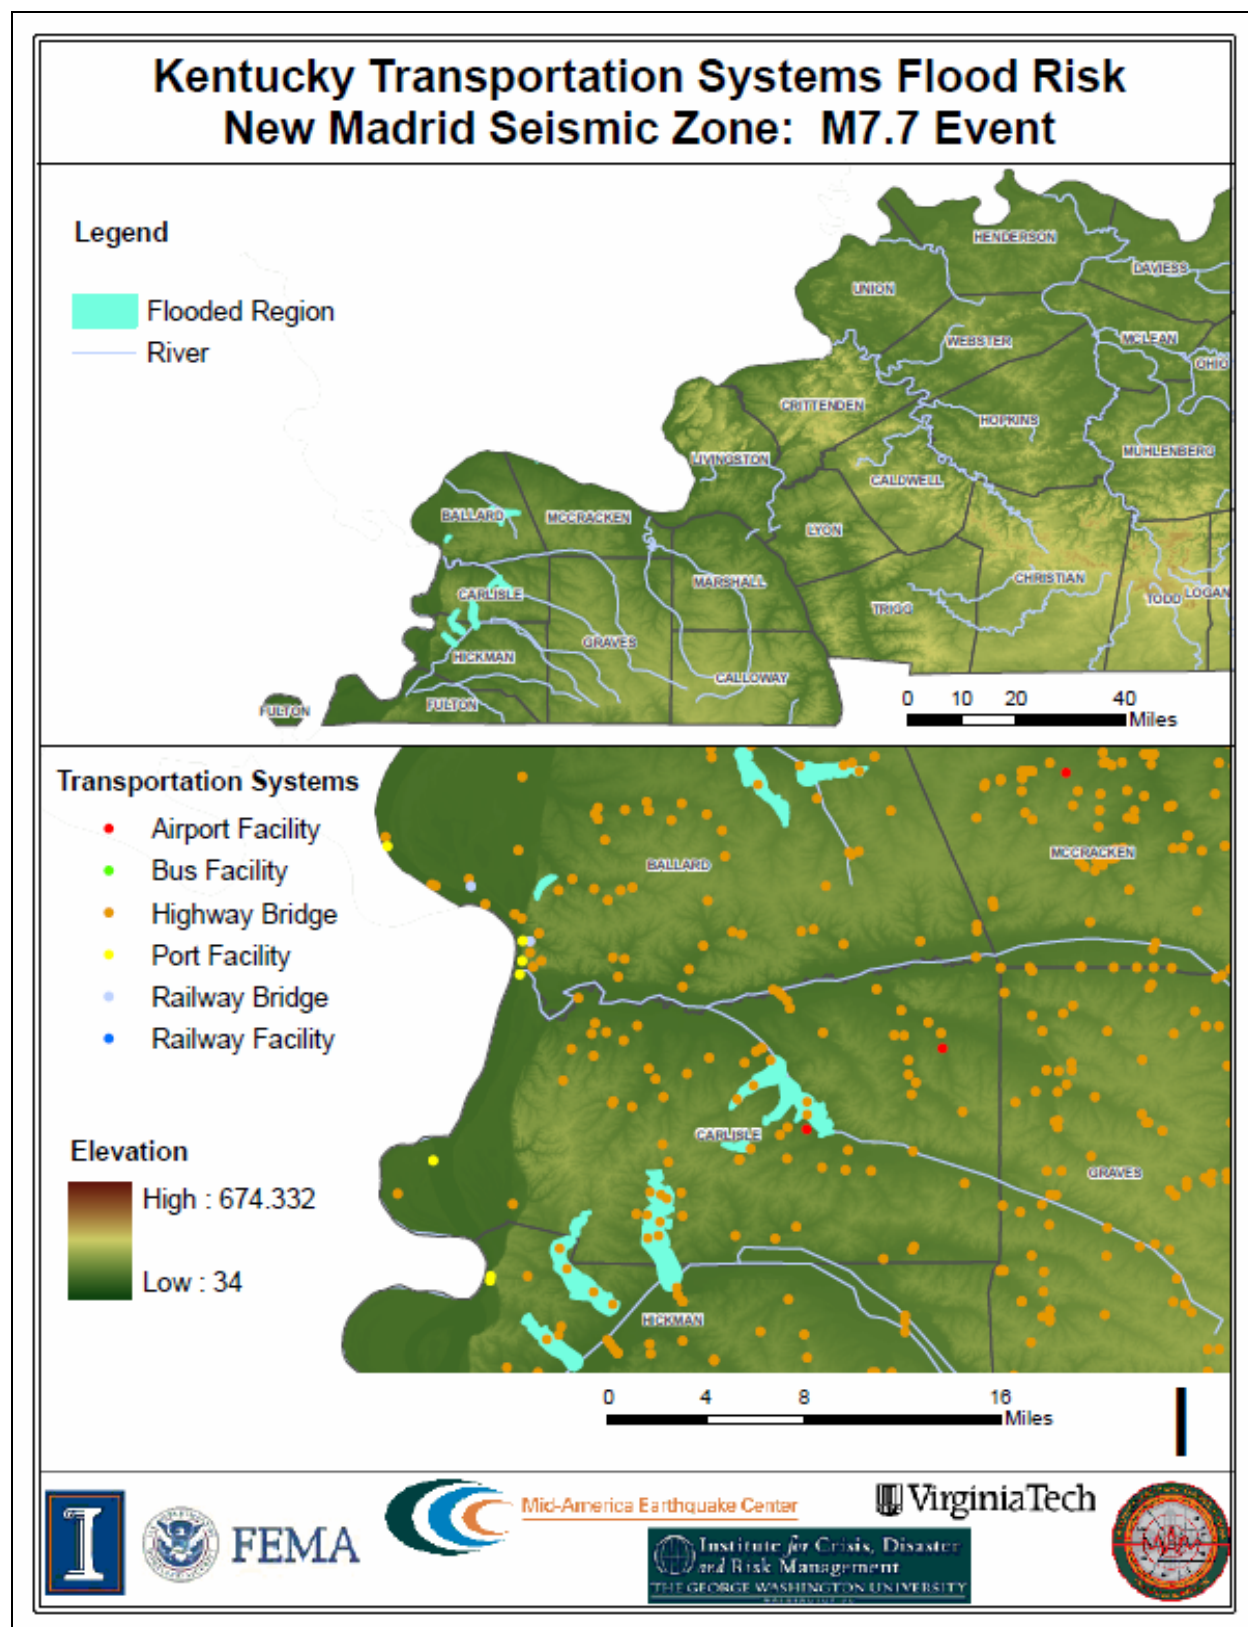 Kentucky Transportation Systems Flood Risk
New Madrid Seismic Zone: M7.7 Event
Legend
Flooded Region
River
HENDERSON
DAVIESS
UNION
WEBSTER
MCLEAN
OHIO
CRITTENDEN
HOPKINS
MUHLENBERG
LIVINGSTON
CALDWELL
BALLARD
MCCRACKEN
LYON
CHRISTIAN
MARSHALL
CARLISLE
TRIGG
TODD
LOGAN
GRAVES
HICKMAN
CALLOWAY
FULTON
FULTON
0 10 20 40
Miles
Transportation Systems
Airport Facility
Bus Facility
Highway Bridge
Port Facility
Railway Bridge
Railway Facility
Elevation
High : 674.332
Low : 34
BALLARD
MCCRACKEN
CARLISLE
GRAVES
HICKMAN
0 4 8 16
Miles
I
FEMA
Mid-America Earthquake Center
VirginiaTech
Institute for Crisis, Disaster
and Risk Management
THE GEORGE WASHINGTON UNIVERSITY